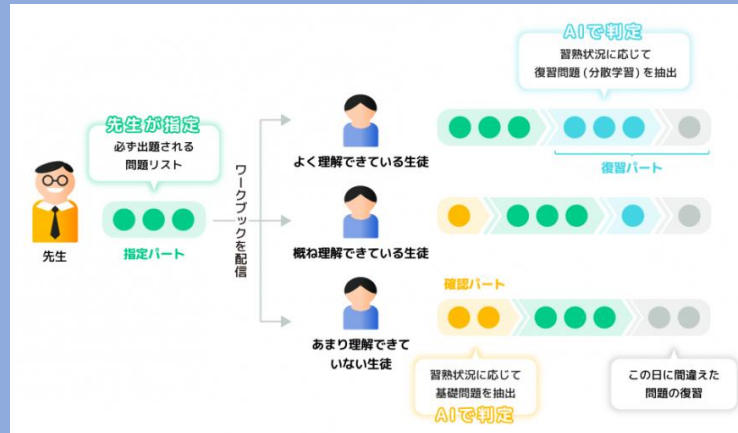 AIで判定
習熟状況に応じて
復習問題(分散学習)を抽出
先生が指定
必ず出題される
問題リスト
先生
指定パート
ワークブックを配信
よく理解できている生徒
復習パート
概ね理解できている生徒
確認パート
あまり理解できて
いない生徒
習熟状況に応じて
基礎問題を抽出
AIで判定
この日に間違えた
問題の復習